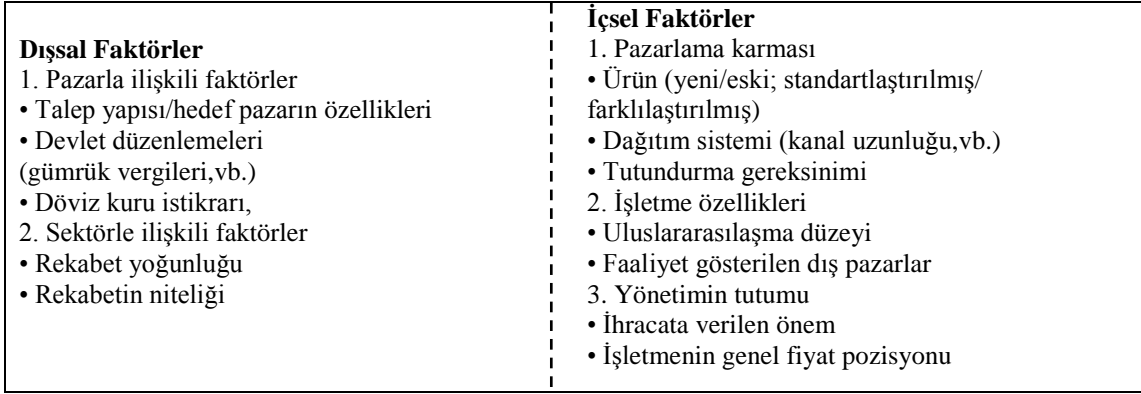 Dışsal Faktörler
1. Pazarla ilişkili faktörler
• Talep yapısı/hedef pazarın özellikleri
• Devlet düzenlemeleri
(gümrük vergileri,vb.)
• Döviz kuru istikrarı,
2. Sektörle ilişkili faktörler
• Rekabet yoğunluğu
• Rekabetin niteliği
İçsel Faktörler
1. Pazarlama karması
• Ürün (yeni/eski; standartlaştırılmış/
farklılaştırılmış)
• Dağıtım sistemi (kanal uzunluğu,vb.)
• Tutundurma gereksinimi
2. İşletme özellikleri
• Uluslararasılaşma düzeyi
• Faaliyet gösterilen dış pazarlar
3. Yönetimin tutumu
• İhracata verilen önem
• İşletmenin genel fiyat pozisyonu